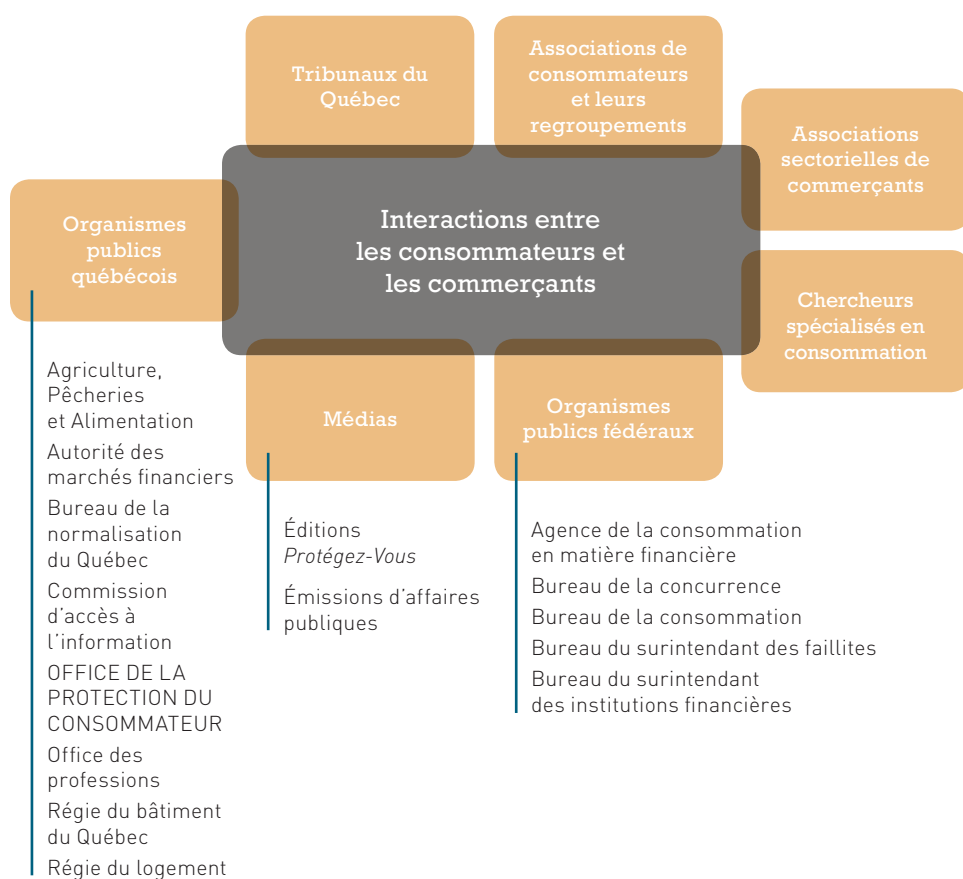 Tribunaux du
Québec
Associations de
consommateurs
et leurs
regroupements
Associations
sectorielles de
commerçants
Organismes
publics
québécois
Interactions entre
les consommateurs et
les commerçants
Chercheurs
spécialisés en
consommation
Médias
Organismes
publics fédéraux
Agriculture,
Pêcheries
et Alimentation
Autorité des
marchés financiers
Bureau de la
normalisation
du Québec
Commission
d'accès à
l'information
OFFICE DE LA
PROTECTION DU
CONSOMMATEUR
Office des
professions
Régie du bâtiment
du Québec
Régie du logement
Éditions
Protégez-Vous
Émissions d'affaires
publiques
Agence de la consommation
en matière financière
Bureau de la concurrence
Bureau de la consommation
Bureau du surintendant des faillites
Bureau du surintendant
des institutions financières